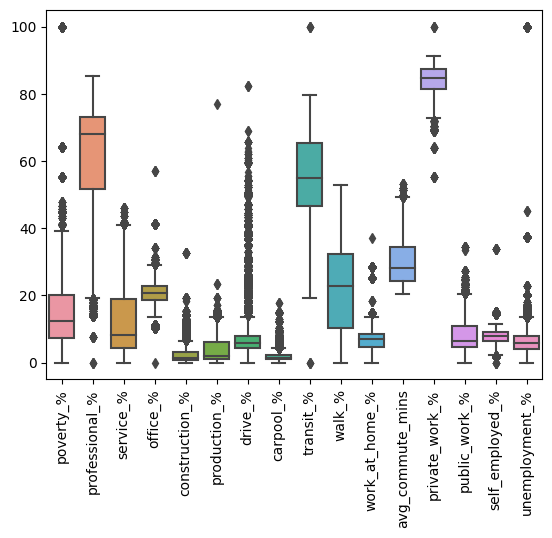 100
80
60
40
20
0
poverty_%
professional_%
service_%
office_%
construction_%
production_%
drive_%
carpool_%
transit_%
walk_%
work_at_home_%
avg_commute_mins
private_work_%
public_work_%
self_employed_%
unemployment_%